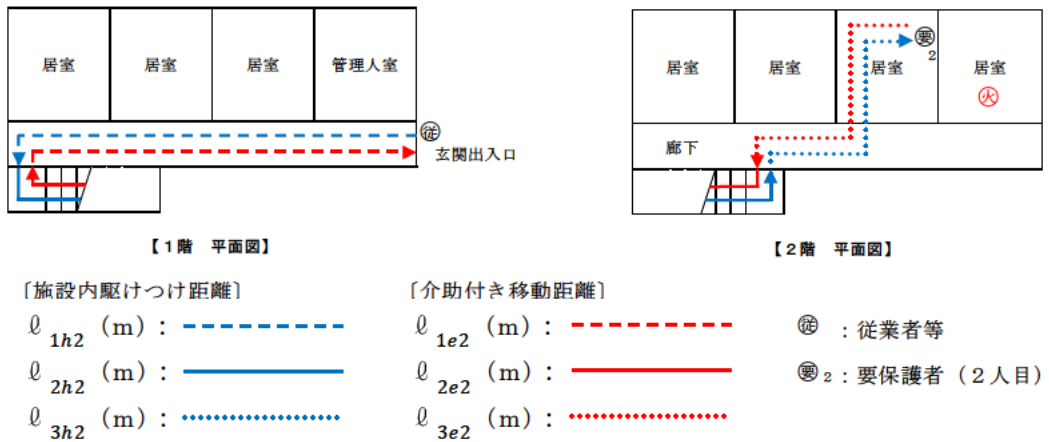 居室
居室
居室
管理人室
従
玄関出入口
【1階 平面図】
要2
居室
居室
居室
居室
火
廊下
【2階 平面図】
〔施設内駆けつけ距離〕
ℓ1h2 (m):
ℓ2h2 (m):
ℓ3h2 (m):
〔介助付き移動距離〕
ℓ1e2 (m):
ℓ2e2 (m):
ℓ3e2 (m):
従 :従業者等
要2:要保護者(2人目)